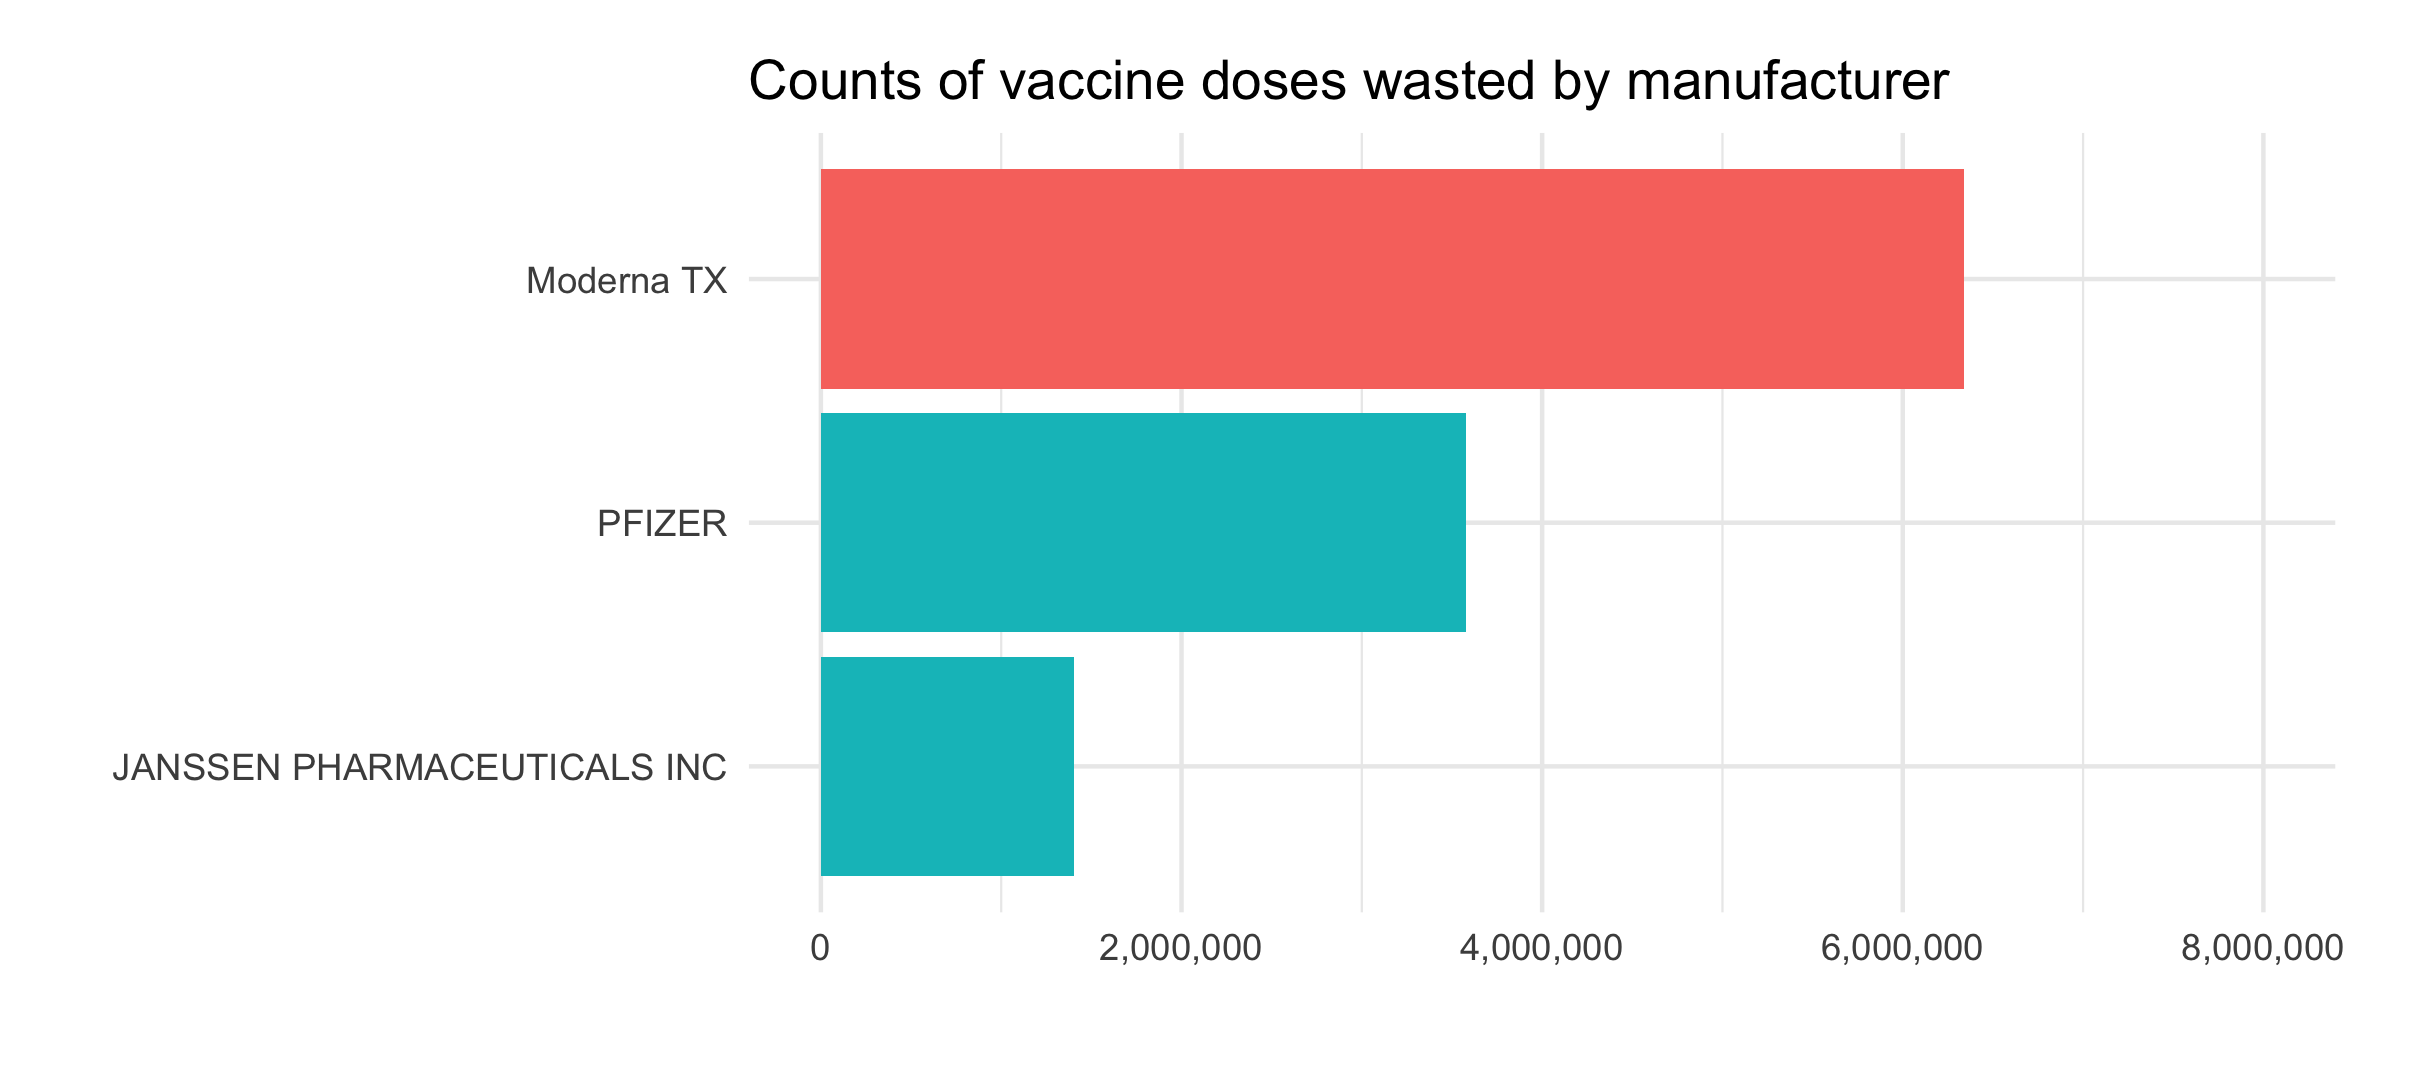 Counts of vaccine doses wasted by manufacturer
Moderna TX
PFIZER
JANSSEN PHARMACEUTICALS INC
0 2,000,000 4,000,000 6,000,000 8,000,000